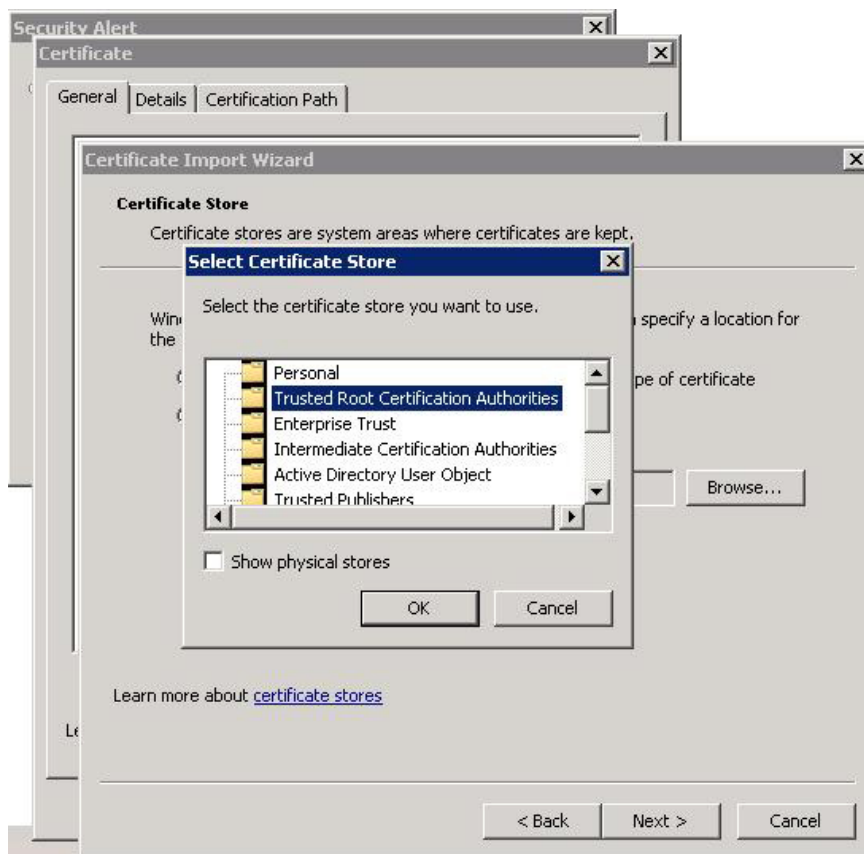 Security Alert
Certificate
General
Details
Certification Path
Certificate Import Wizard
Certificate Store
Certificate stores are system areas where certificates are kept.
Select Certificate Store
Select the certificate store you want to use.
specify a location for
the
of certificate
Personal
Trusted Root Certification Authorities
Enterprise Trust
Intermediate Certification Authorities
Active Directory User Object
Trusted Publishers
Browse...
Show physical stores
OK
Cancel
Learn more about certificate stores
< Back
Next >
Cancel